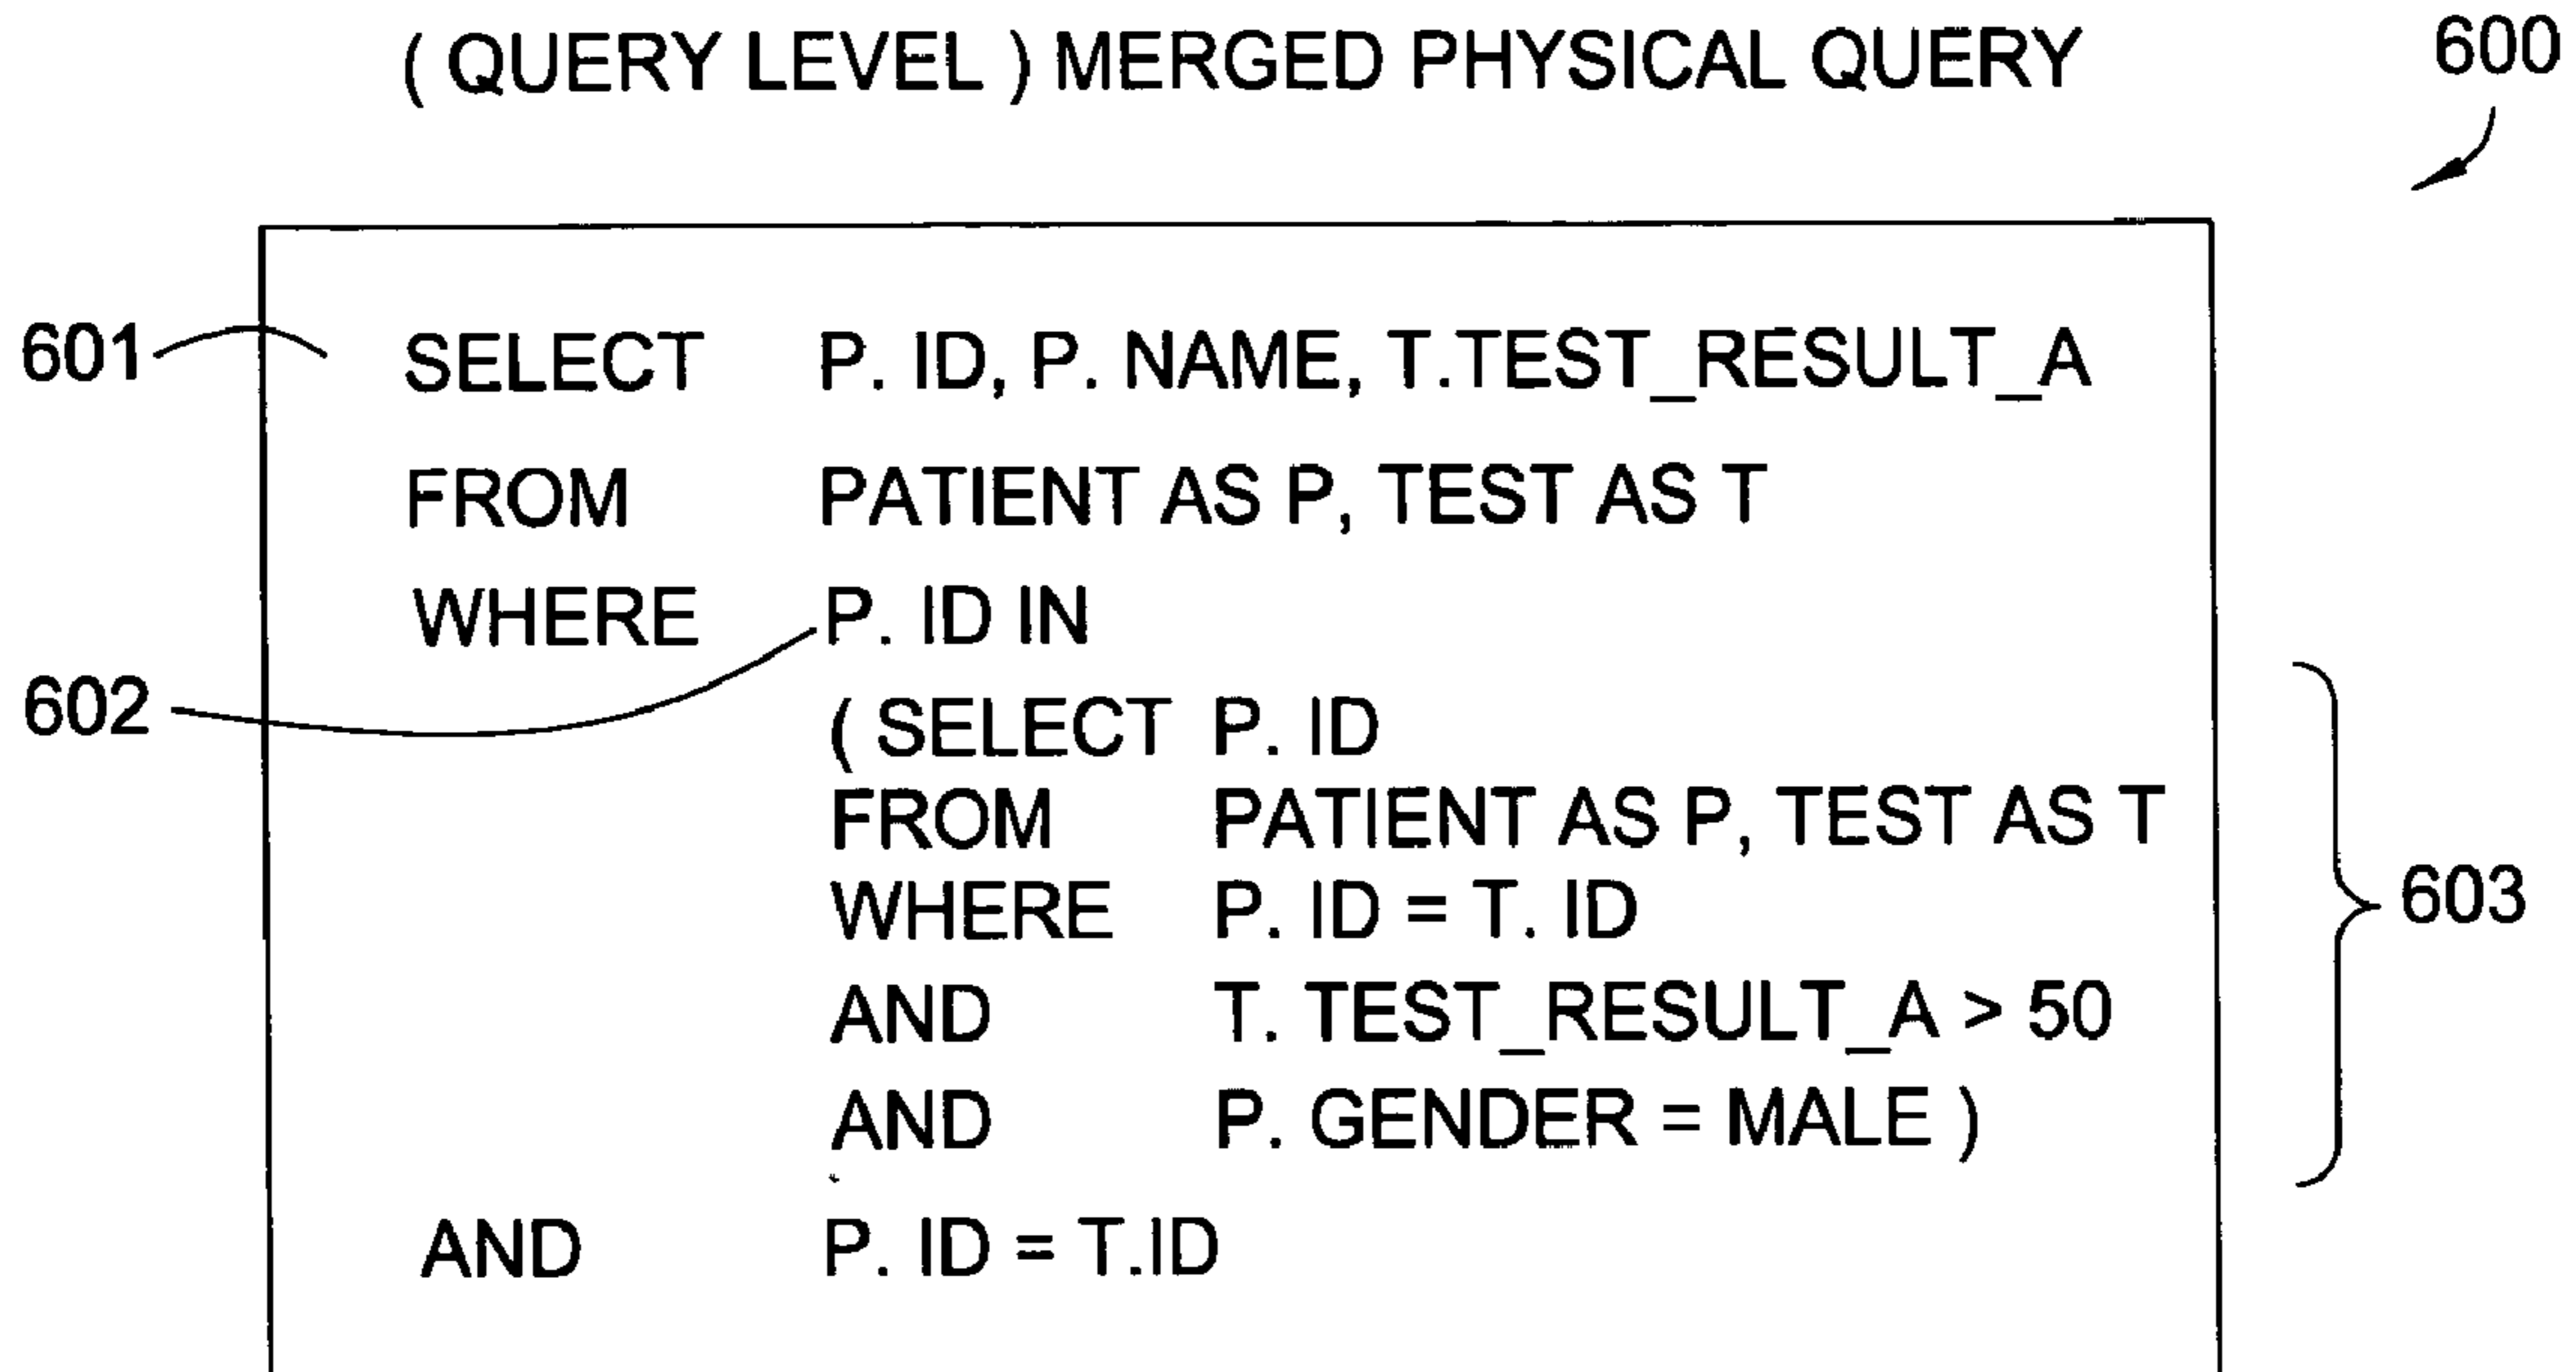 ( QUERY LEVEL ) MERGED PHYSICAL QUERY
600
601
SELECT P. ID, P. NAME, T.TEST_RESULT_A
FROM PATIENT AS P, TEST AS T
WHERE P. ID IN
602
( SELECT P. ID
FROM PATIENT AS P, TEST AS T
WHERE P. ID = T. ID
603
AND T. TEST_RESULT_A > 50
AND P. GENDER = MALE )
AND P. ID = T.ID